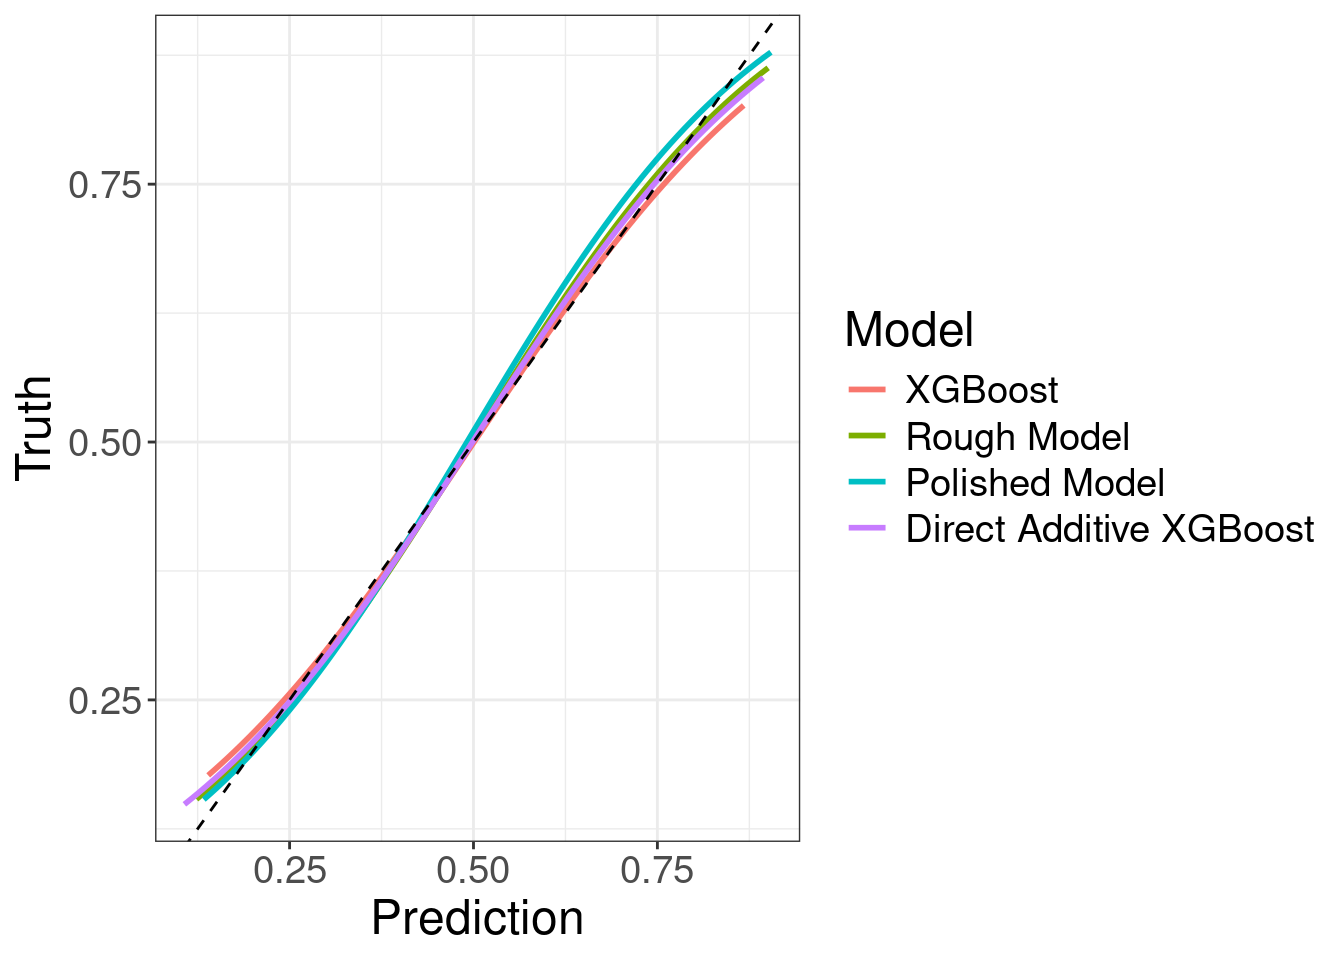 0.75
0.50
0.25
Truth
0.25 0.50 0.75
Prediction
Model
XGBoost
Rough Model
Polished Model
Direct Additive XGBoost